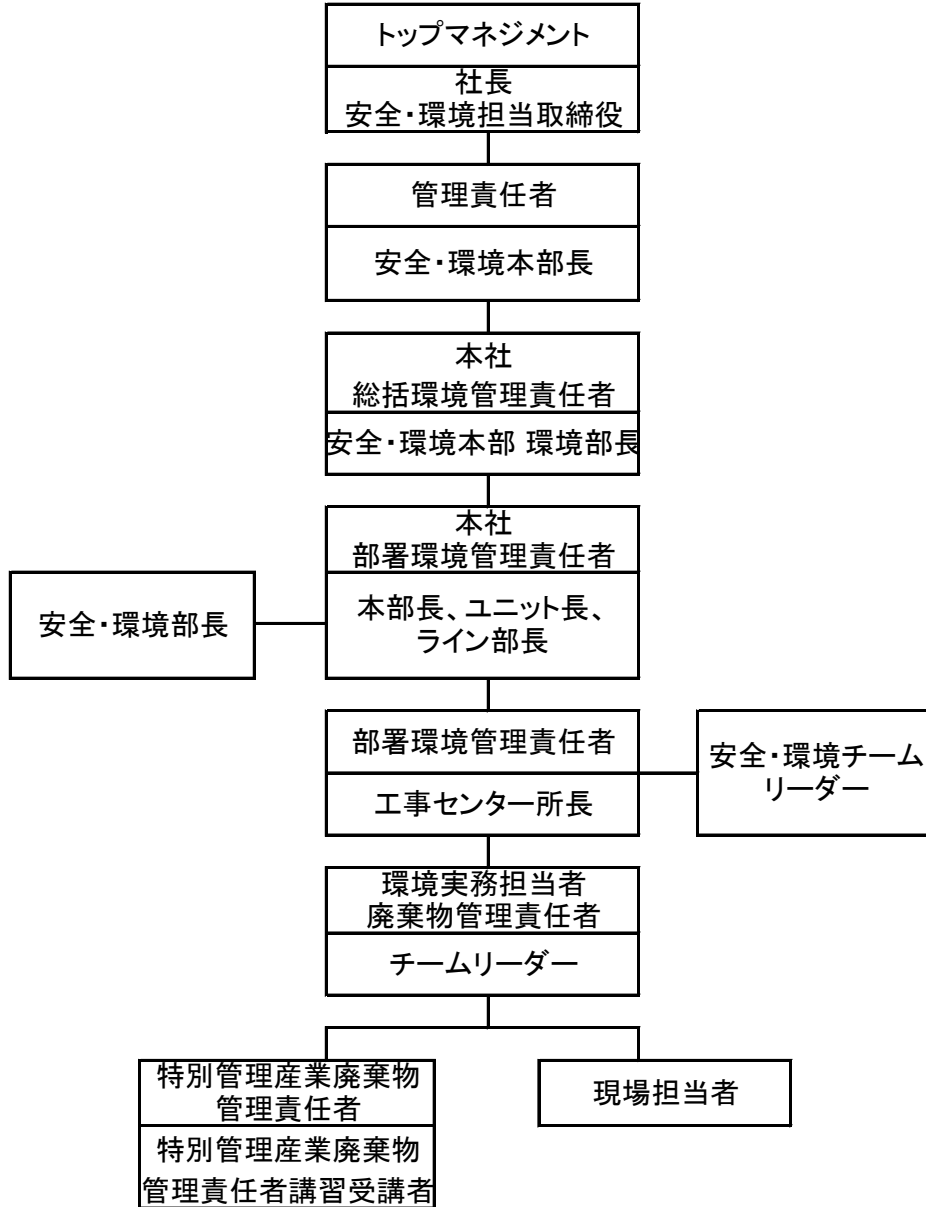 トップマネジメント
社長
安全・環境担当取締役
管理責任者
安全・環境本部長
本社
総括環境管理責任者
安全・環境本部 環境部長
本社
部署環境管理責任者
本部長、ユニット長、
ライン部長
安全・環境部長
部署環境管理責任者
工事センター所長
安全・環境チーム
リーダー
環境実務担当者
廃棄物管理責任者
チームリーダー
特別管理産業廃棄物
管理責任者
特別管理産業廃棄物
管理責任者講習受講者
現場担当者